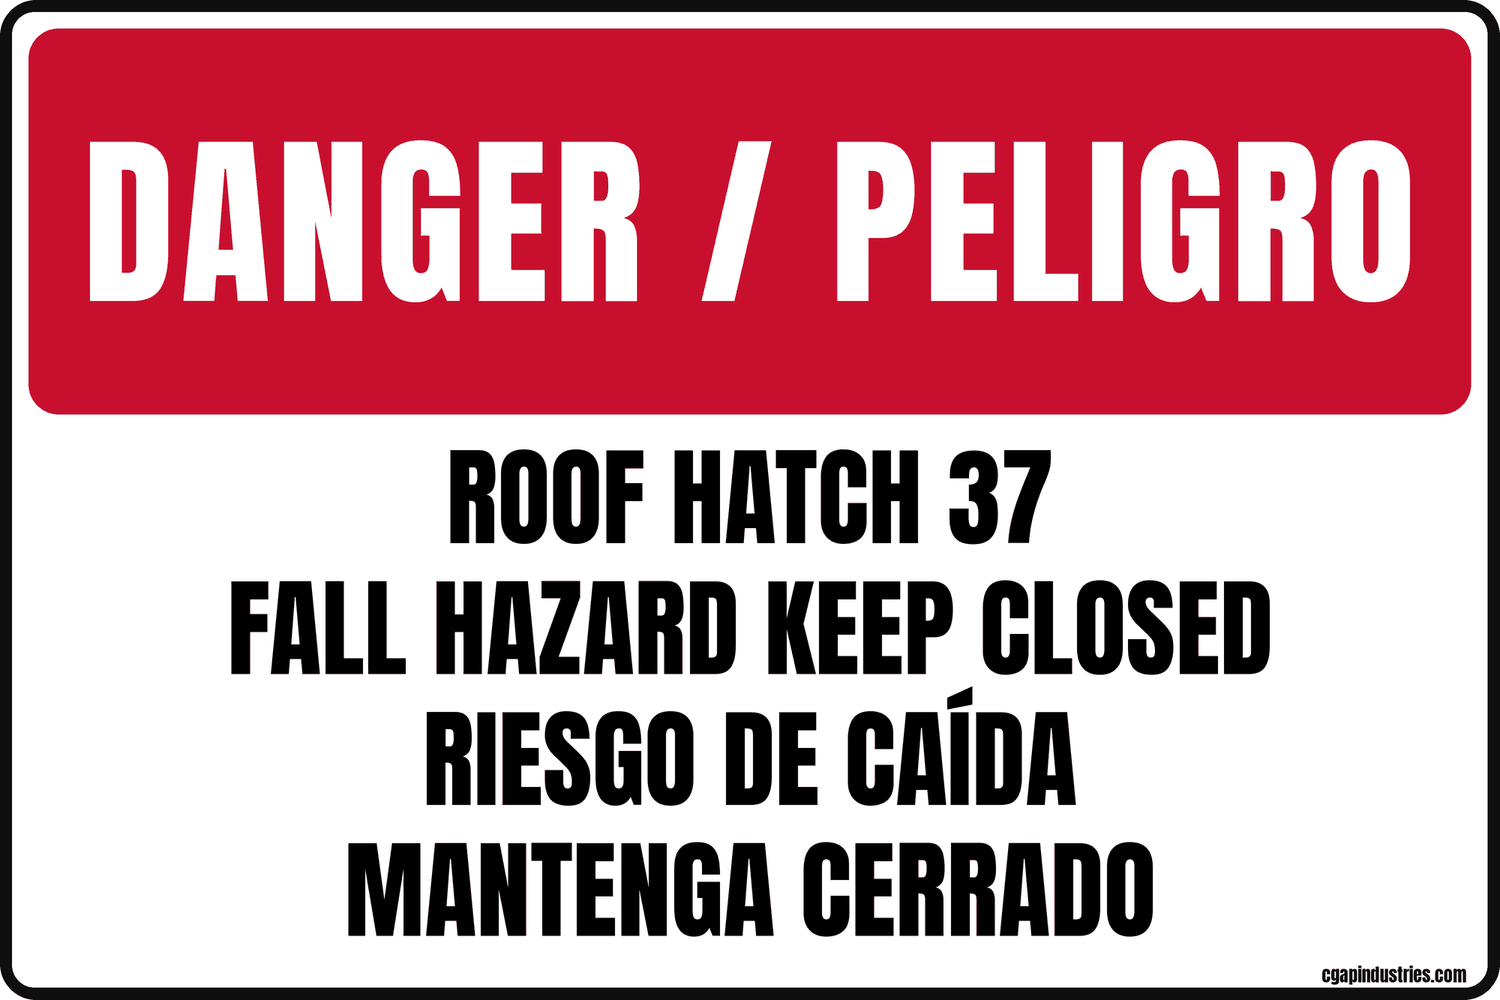 DANGER / PELIGRO
ROOF HATCH 37
FALL HAZARD KEEP CLOSED
RIESGO DE CAÍDA
MANTENGA CERRADO
cgapindustries.com